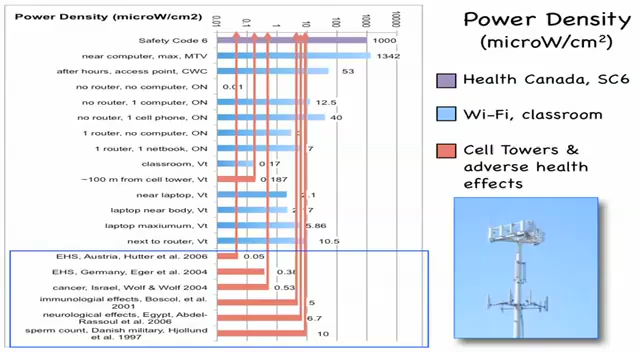 Power Density (microW/cm2)
0.01
0.1
1
10
100
1000
10000
Safety Code 6
1000
near computer, max, MTV
1342
after hours, access point, CWC
53
no router, no computer, ON
0.01
no router, 1 computer, ON
12.5
no router, 1 cell phone, ON
40
1 router, no computer, ON
1 router, 1 netbook, ON
7
classroom, Vt
0.17
~100 m from cell tower, Vt
0.187
near laptop, Vt
laptop near body, Vt
laptop maxiumum, Vt
5.86
next to router, Vt
10.5
EHS, Austria, Hutter et al. 2006
0.05
EHS, Germany, Eger et al. 2004
0.38
cancer, Israel, Wolf & Wolf 2004
0.53
immunologial effects, Boscol, et al.
2001
5
neurological effects, Egypt, Abdel-
Rassoul et al. 2006
6.7
sperm count, Danish military, Hjollund
et al. 1997
10
Power Density
(microW/cm²)
Health Canada, SC6
Wi-Fi, classroom
Cell Towers &
adverse health
effects